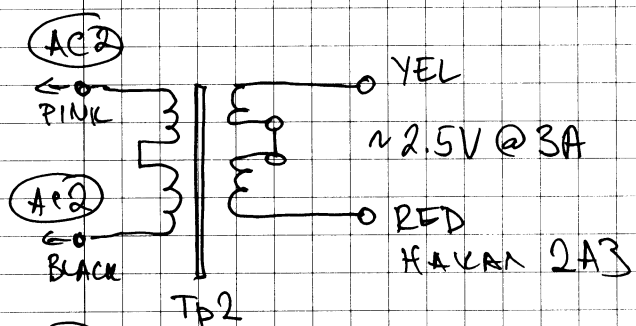 AC2
PINK
YEL
~2.5V @ 3A
AC2
BLACK
RED
НАКАЛ 2A3
Tp2